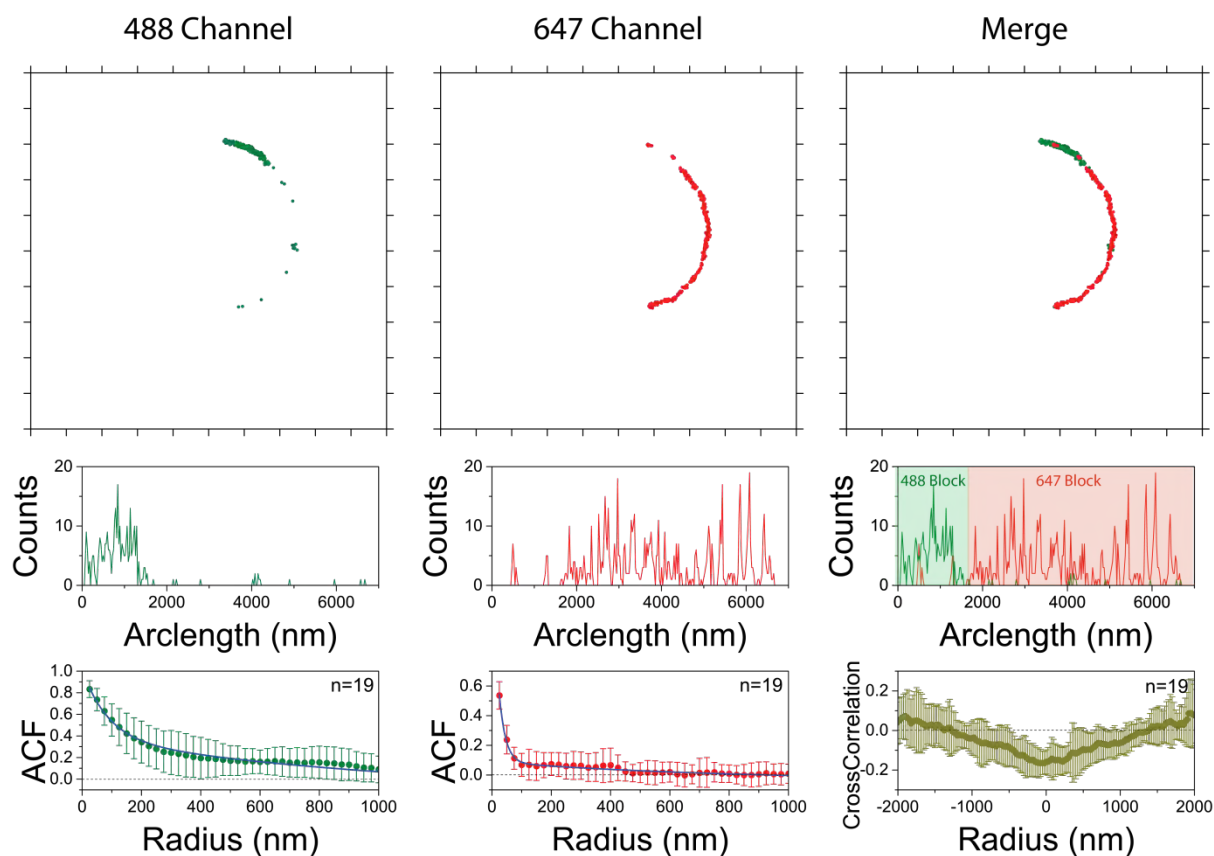 488 Channel
647 Channel
Merge
20
10
0
Counts
0 2000 4000 6000
Arclength (nm)
20
10
0
Counts
0 2000 4000 6000
Arclength (nm)
20
10
0
Counts
488 Block
647 Block
0 2000 4000 6000
Arclength (nm)
1.0
0.8
0.6
0.4
0.2
0.0
ACF
n=19
0 200 400 600 800 1000
Radius (nm)
0.6
0.4
0.2
0.0
ACF
n=19
0 200 400 600 800 1000
Radius (nm)
0.2
0.0
-0.2
CrossCorrelation
n=19
-2000 -1000 0 1000 2000
Radius (nm)